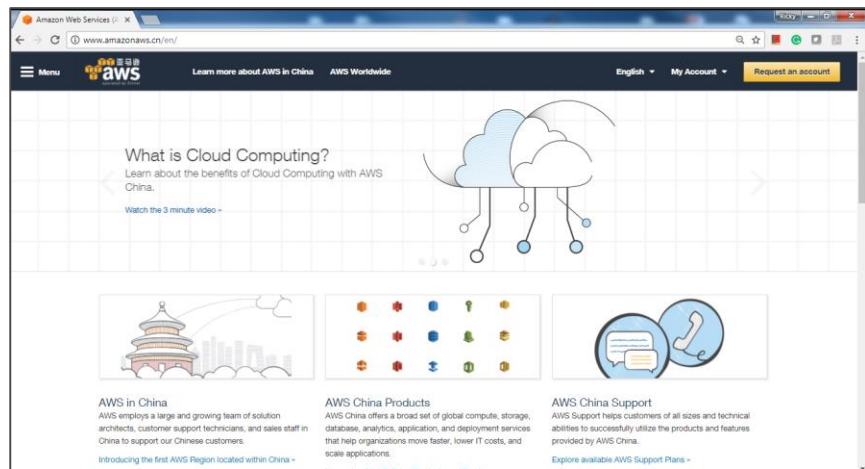 Amazon Web Services (A
Ricky
www.amazonaws.cn/en/
Menu
亚马逊
aws
Learn more about AWS in China
AWS Worldwide
English
My Account
Request an account
What is Cloud Computing?
Learn about the benefits of Cloud Computing with AWS
China.
Watch the 3 minute video »
AWS in China
AWS employs a large and growing team of solution
architects, customer support technicians, and sales staff in
China to support our Chinese customers.
Introducing the first AWS Region located within China »
AWS China Products
AWS China offers a broad set of global compute, storage,
database, analytics, application, and deployment services
that help organizations move faster, lower IT costs, and
scale applications.
AWS China Support
AWS Support helps customers of all sizes and technical
abilities to successfully utilize the products and features
provided by AWS China.
Explore available AWS Support Plans »